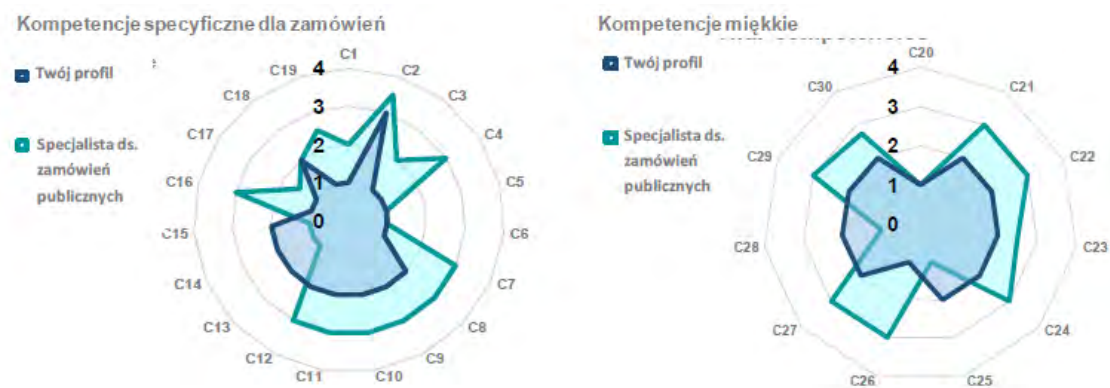 Kompetencje specyficzne dla zamówień
Twój profil
Specjalista ds.
zamówień
publicznych
C1
C2
C3
C4
C5
C6
C7
C8
C9
C10
C11
C12
C13
C14
C15
C16
C17
C18
C19
4
3
2
1
0
Kompetencje miękkie
Twój profil
Specjalista ds.
zamówień
publicznych
C20
C21
C22
C23
C24
C25
C26
C27
C28
C29
C30
4
3
2
1
0